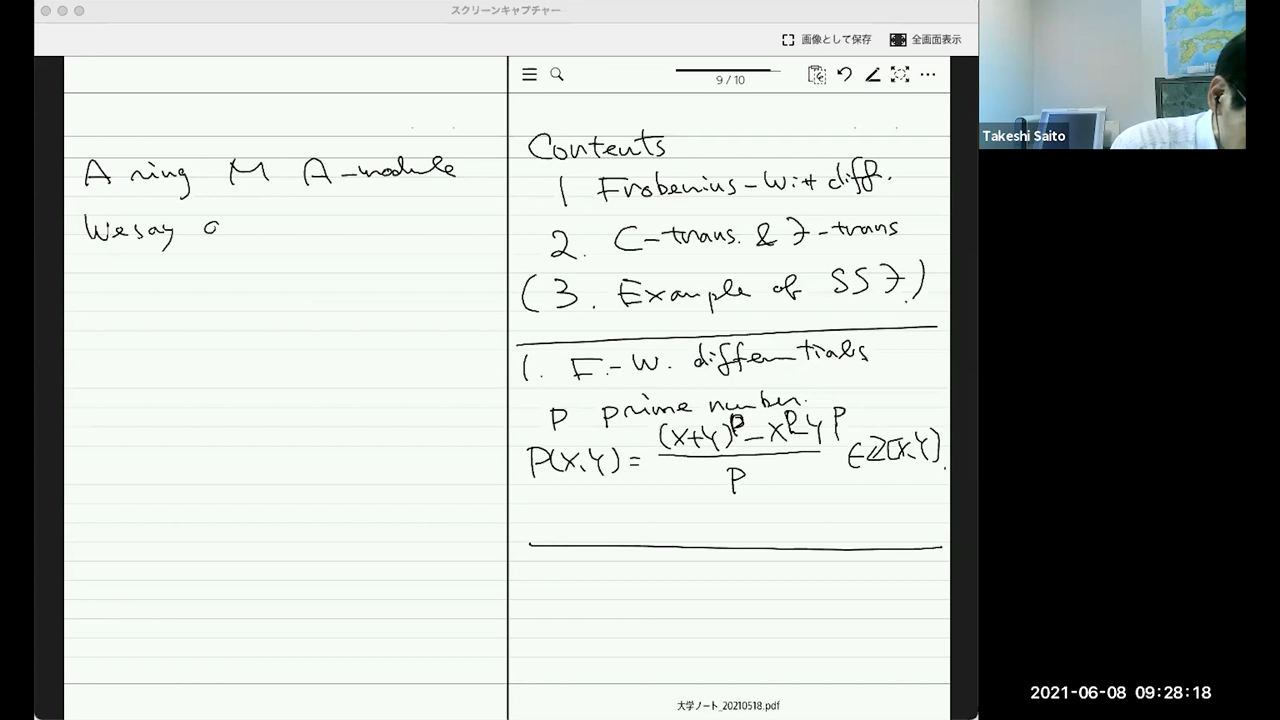 スクリーンキャプチャー
画像として保存
全画面表示
9 / 10
A ring M A-module
We say a
Contents
1 Frobenius-Witt diff.
2. C-trans. & F-trans
(3. Example of SSF.)
1. F.-W. differentials
p prime number.
P(X,Y) = \frac{(X+Y)^p - X^p - Y^p}{p} ∈ℤ[X,Y].
大学ノート_20210518.pdf
Takeshi Saito
2021-06-08 09:28:18